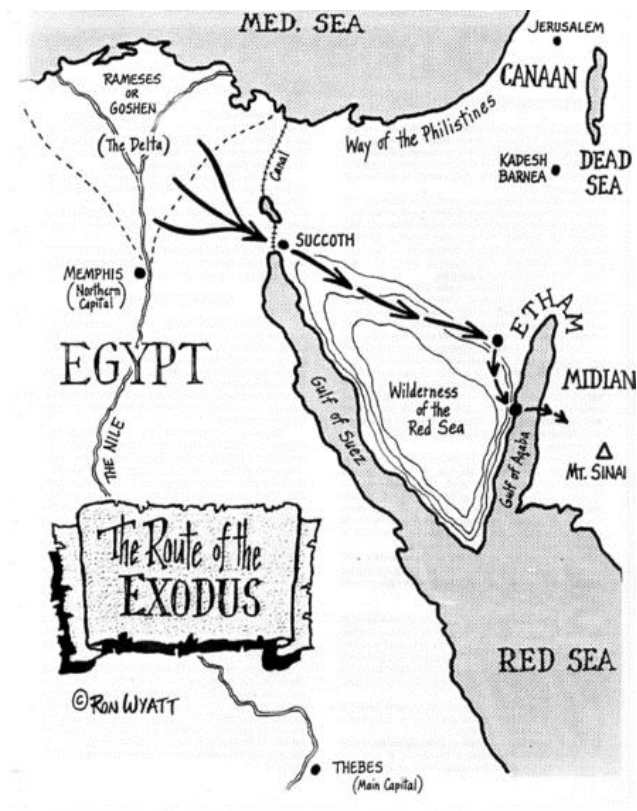 MED. SEA
JERUSALEM
CANAAN
RAMESES
OR
GOSHEN
(The Delta)
Way of the Philistines
Canal
KADESH
BARNEA
DEAD
SEA
SUCCOTH
MEMPHIS
(Northern
Capital)
ETHAM
EGYPT
MIDIAN
Wilderness
of the
Red Sea
Gulf of Suez
Gulf of Aqaba
MT. SINAI
THE NILE
The Route of the
EXODUS
RED SEA
© RON WYATT
THEBES
(Main Capital)